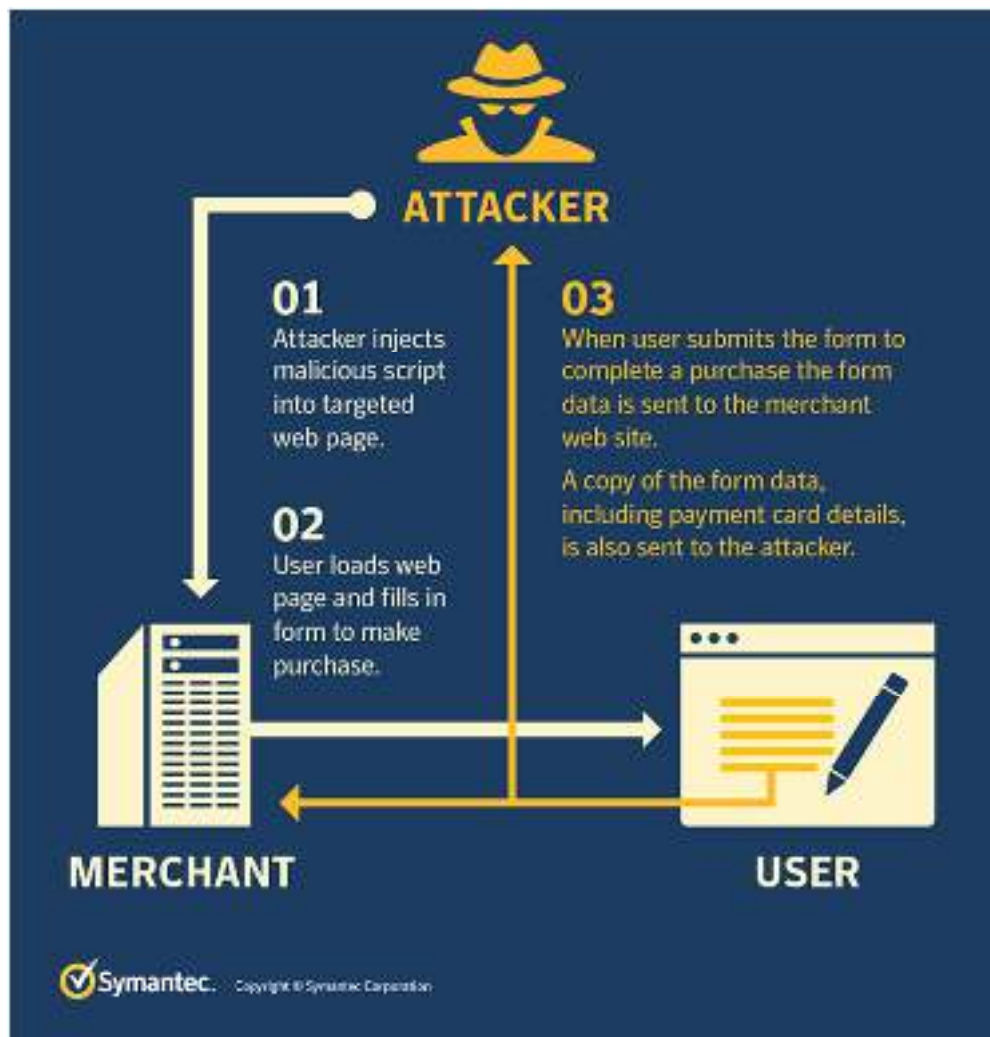 ATTACKER
01
Attacker injects
malicious script
into targeted
web page.
02
User loads web
page and fills in
form to make
purchase.
03
When user submits the form to
complete a purchase the form
data is sent to the merchant
web site.
A copy of the form data,
including payment card details,
is also sent to the attacker.
MERCHANT
USER
Symantec.
Copyright © Symantec Corporation